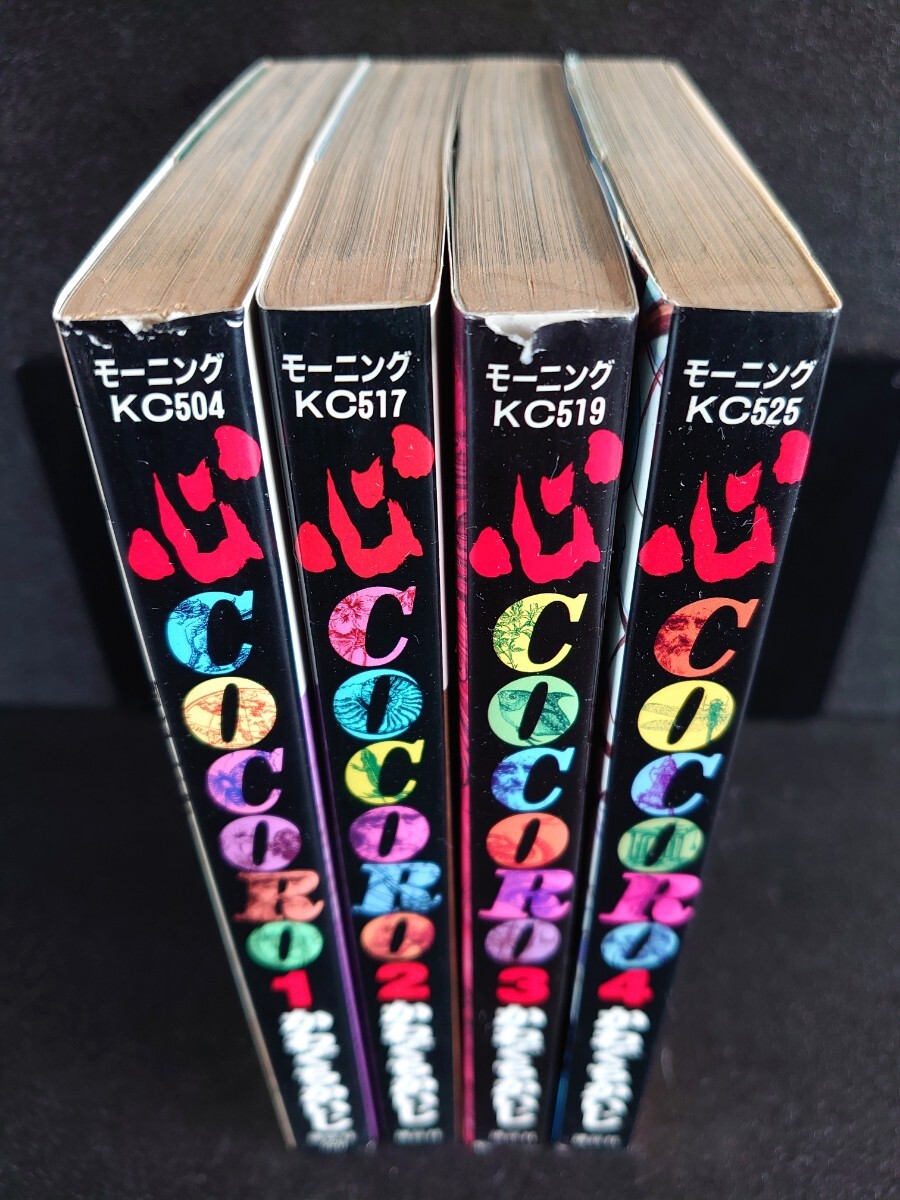 モーニング
KC504
心
COCORO
1
モーニング
KC517
心
COCORO
2
モーニング
KC519
心
COCORO
3
モーニング
KC525
心
COCORO
4